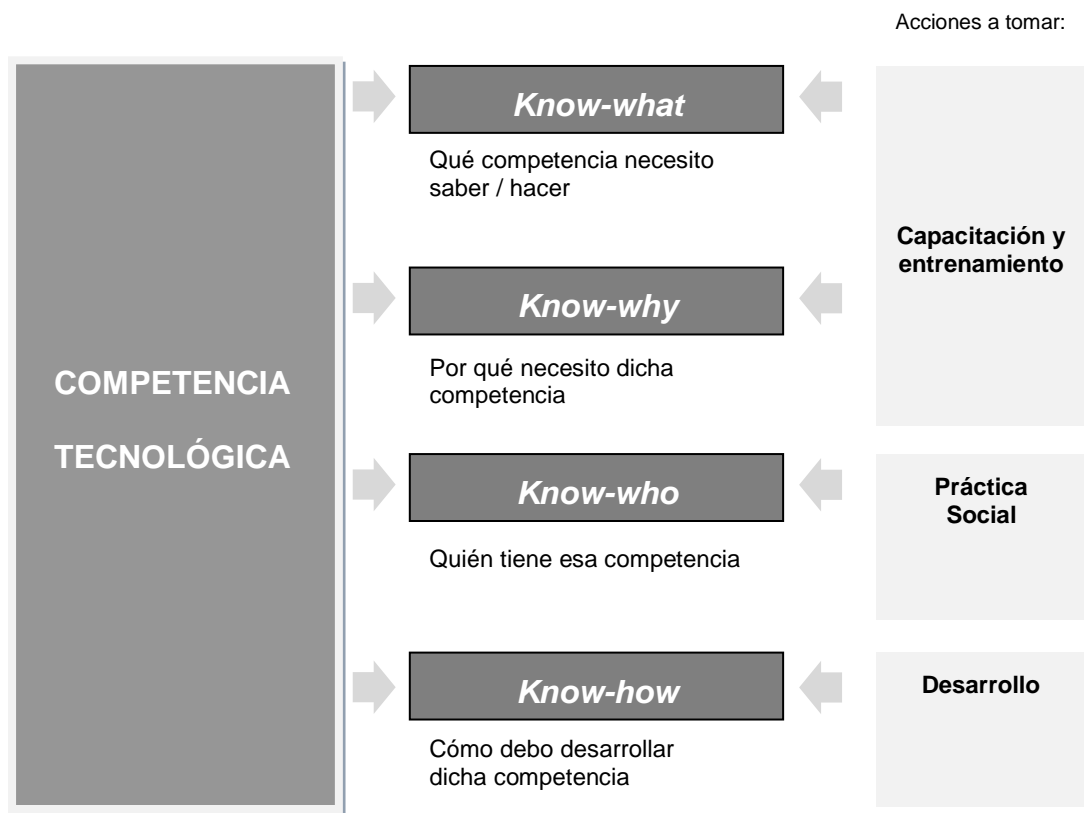 Acciones a tomar:
COMPETENCIA
TECNOLÓGICA
Know-what
Qué competencia necesito
saber / hacer
Know-why
Por qué necesito dicha
competencia
Know-who
Quién tiene esa competencia
Know-how
Cómo debo desarrollar
dicha competencia
Capacitación y
entrenamiento
Práctica
Social
Desarrollo